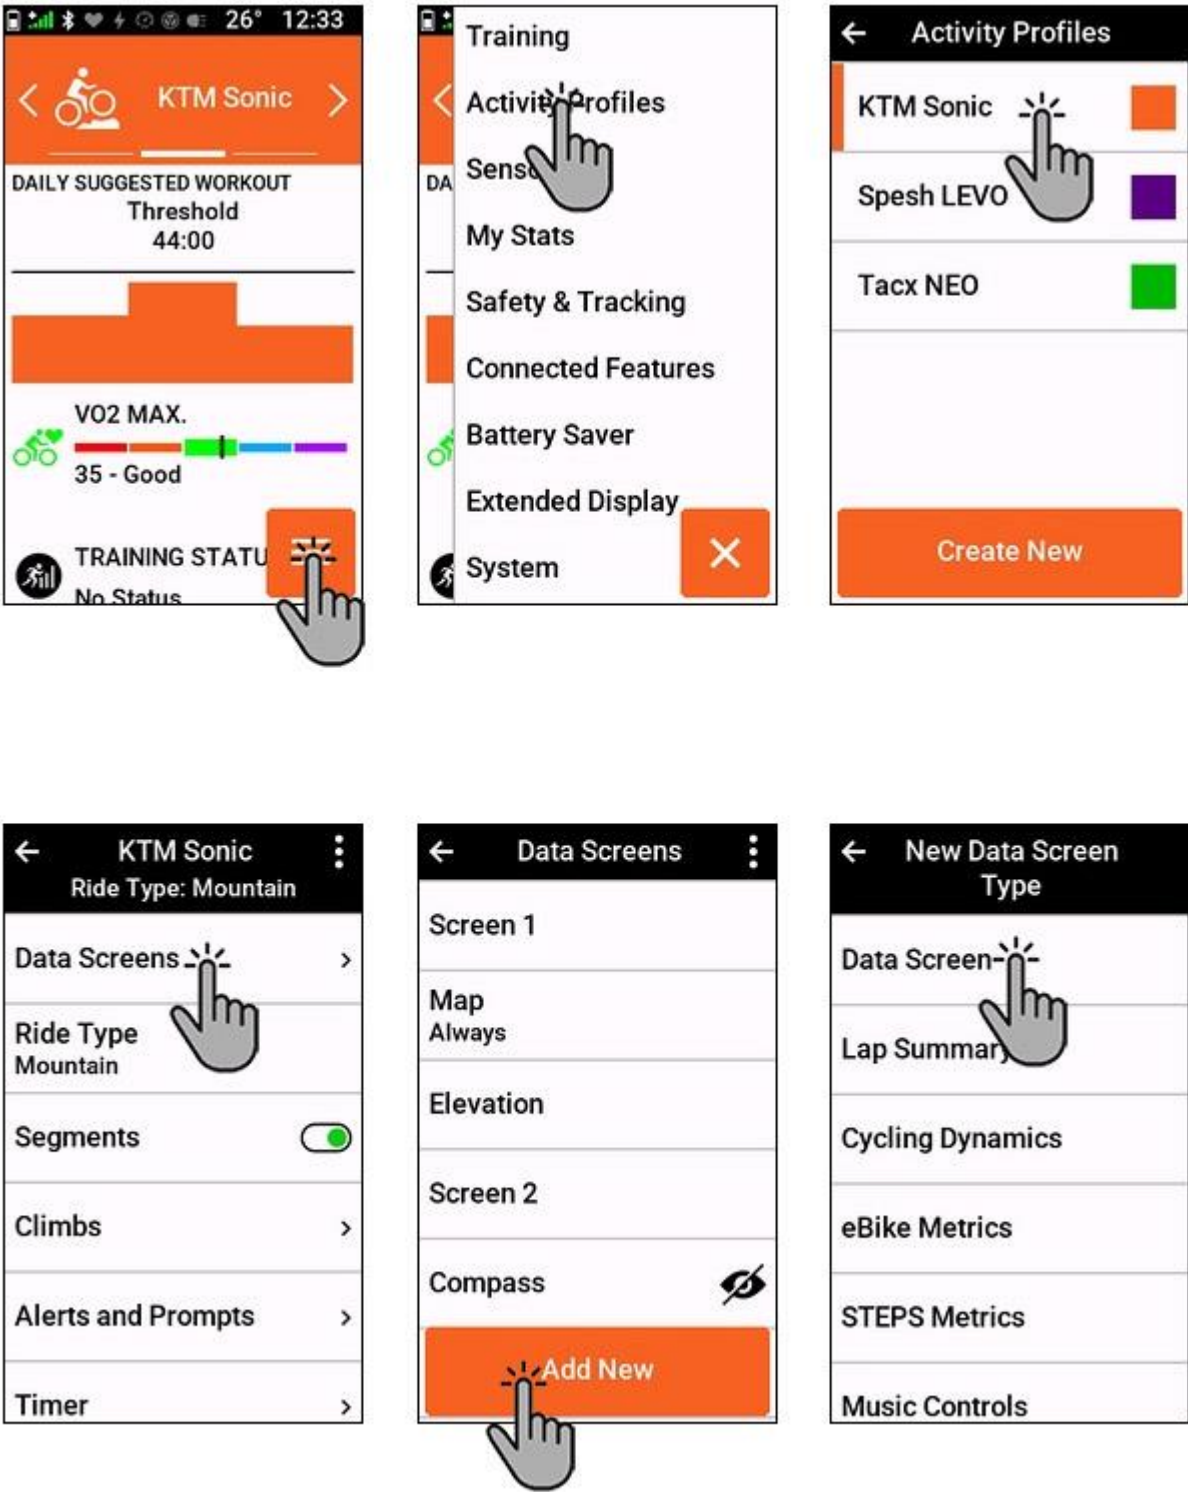 26° 12:33
KTM Sonic
DAILY SUGGESTED WORKOUT
Threshold
44:00
VO2 MAX.
35 - Good
TRAINING STATU
No Status
Training
Activity Profiles
DA
Senso
My Stats
Safety & Tracking
Connected Features
Battery Saver
Extended Display
System
Activity Profiles
KTM Sonic
Spesh LEVO
Tacx NEO
Create New
KTM Sonic
Ride Type: Mountain
Data Screens
Ride Type
Mountain
Segments
Climbs
Alerts and Prompts
Timer
Data Screens
Screen 1
Map
Always
Elevation
Screen 2
Compass
Add New
New Data Screen
Type
Data Screen
Lap Summary
Cycling Dynamics
eBike Metrics
STEPS Metrics
Music Controls